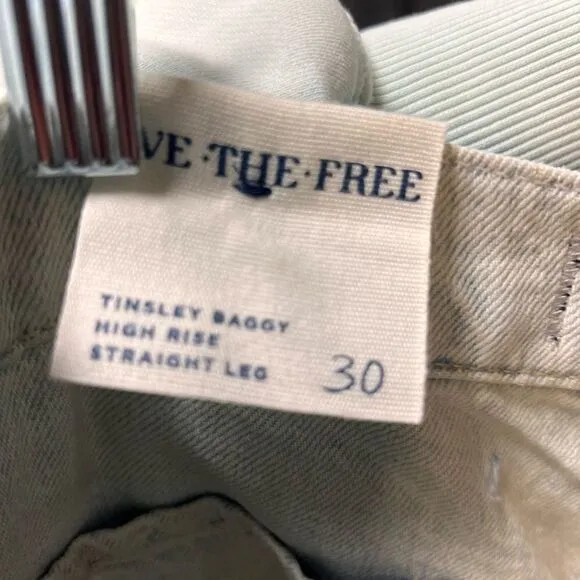 VE·THE·FREE
TINSLEY BAGGY
HIGH RISE
STRAIGHT LEG 30